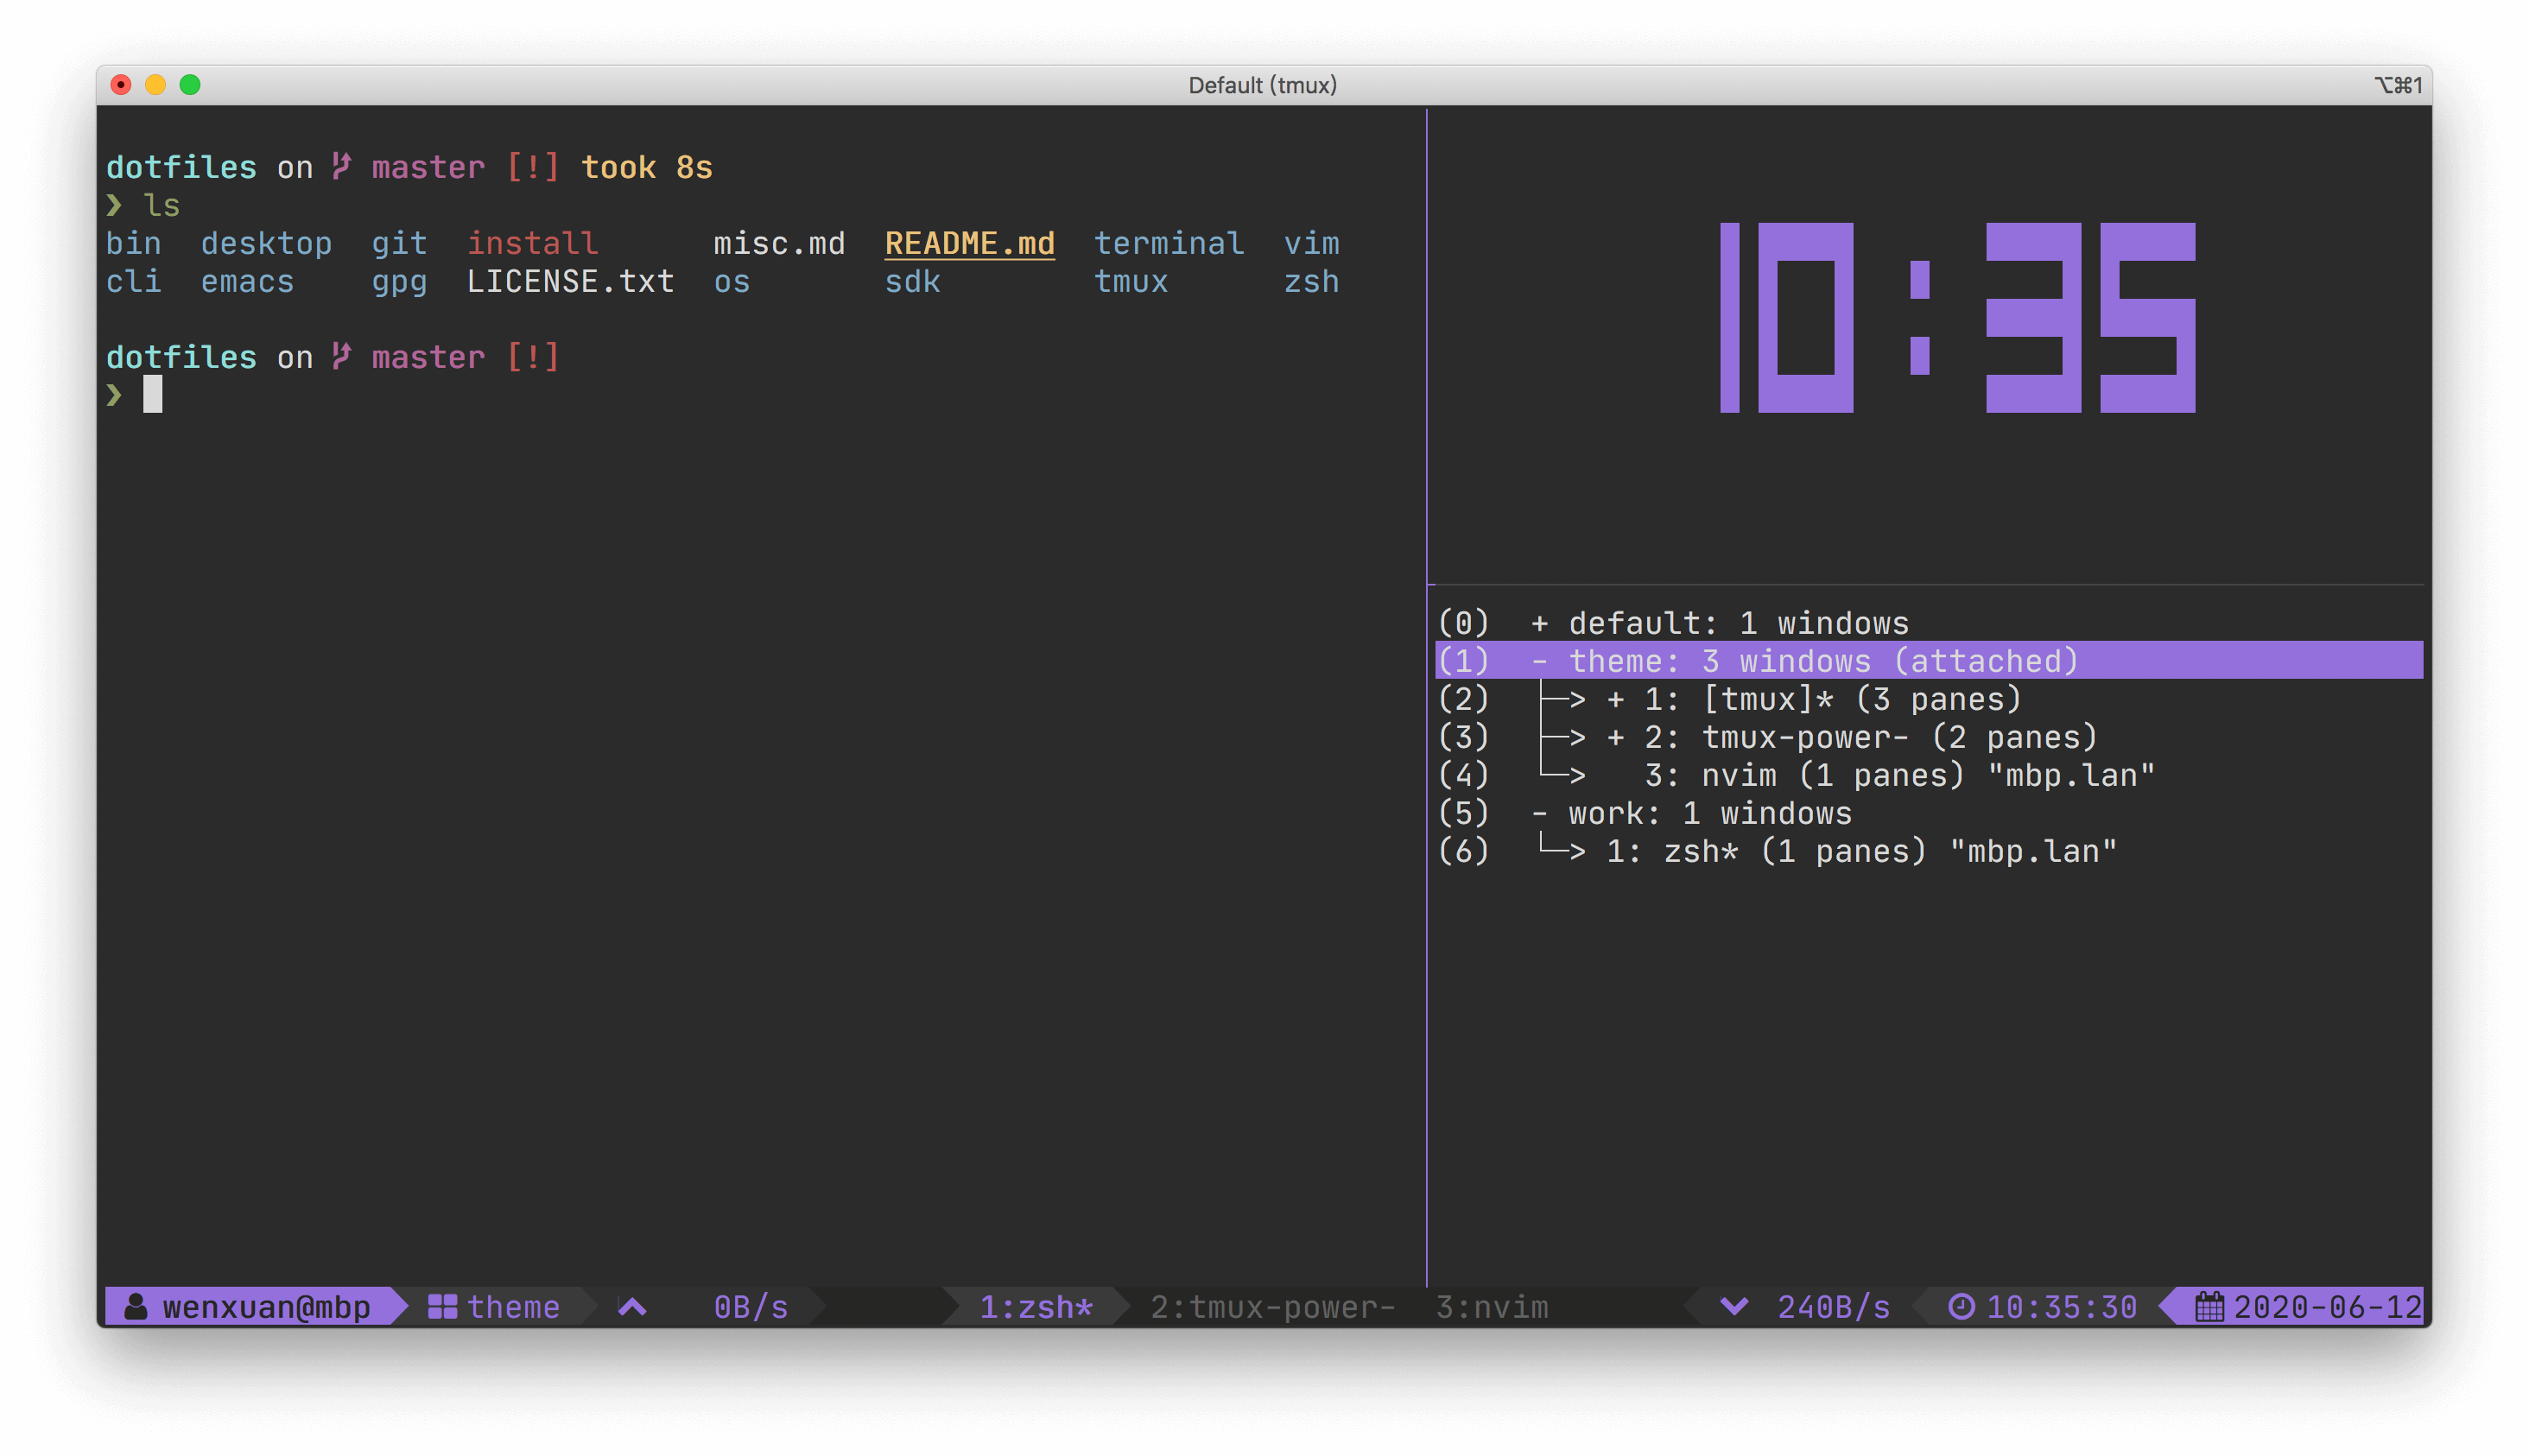 Default (tmux) ⌥⌘1
dotfiles on master [!] took 8s
❯ ls
bin desktop git install misc.md README.md terminal vim
cli emacs gpg LICENSE.txt os sdk tmux zsh
dotfiles on master [!]
❯
10:35
(0) + default: 1 windows
(1) - theme: 3 windows (attached)
(2) ├─> + 1: [tmux]* (3 panes)
(3) ├─> + 2: tmux-power- (2 panes)
(4) └─> 3: nvim (1 panes) "mbp.lan"
(5) - work: 1 windows
(6) └─> 1: zsh* (1 panes) "mbp.lan"
wenxuan@mbp theme 0B/s 1:zsh* 2:tmux-power- 3:nvim 240B/s 10:35:30 2020-06-12